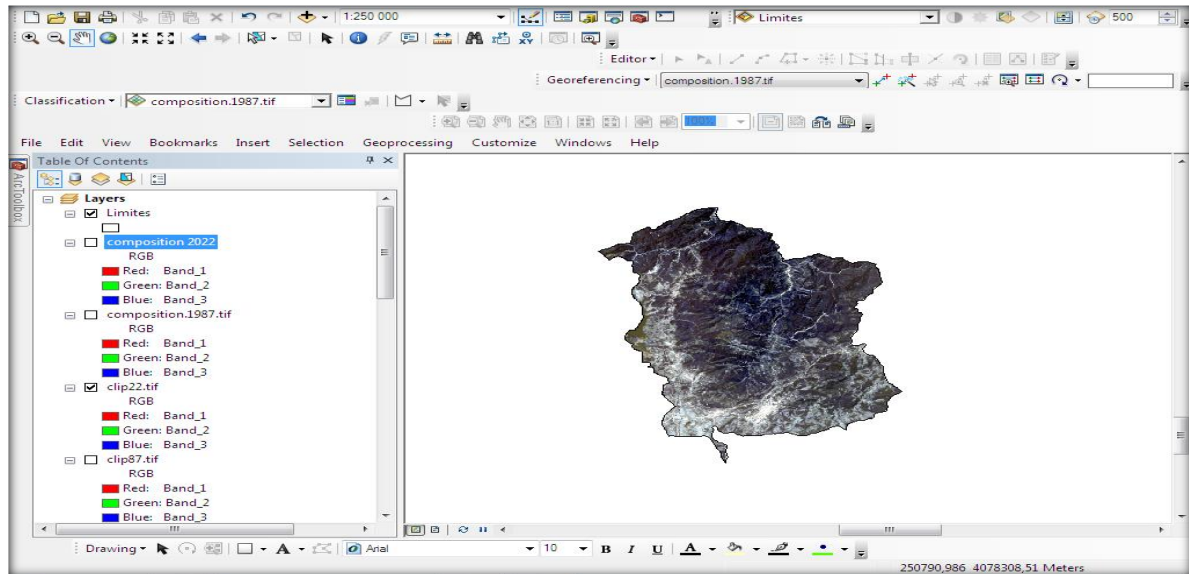 1:250 000
Limites
500
Editor
Georeferencing composition.1987.tif
Classification composition.1987.tif
100%
File Edit View Bookmarks Insert Selection Geoprocessing Customize Windows Help
ArcToolbox
Table Of Contents
Layers
Limites
composition 2022
RGB
Red: Band_1
Green: Band_2
Blue: Band_3
composition.1987.tif
RGB
Red: Band_1
Green: Band_2
Blue: Band_3
clip22.tif
RGB
Red: Band_1
Green: Band_2
Blue: Band_3
clip87.tif
RGB
Red: Band_1
Green: Band_2
Blue: Band_3
Drawing A Arial 10 B I U A
250790,986 4078308,51 Meters